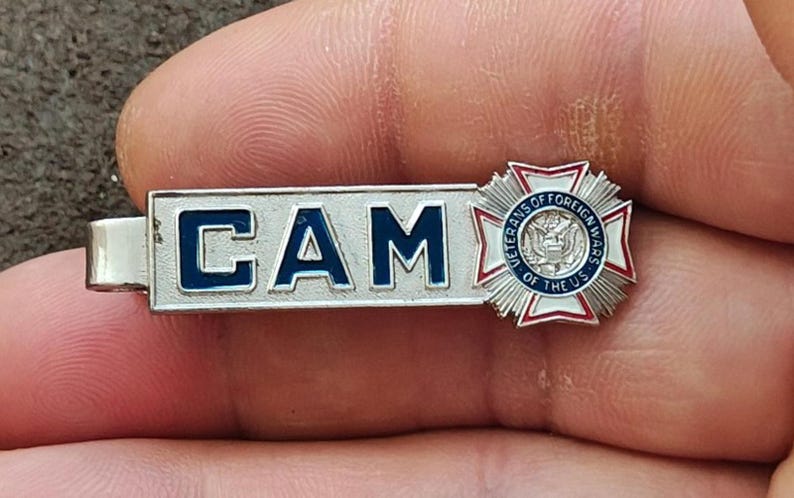 CAM
VETERANS OF FOREIGN WARS
· OF THE U.S. ·